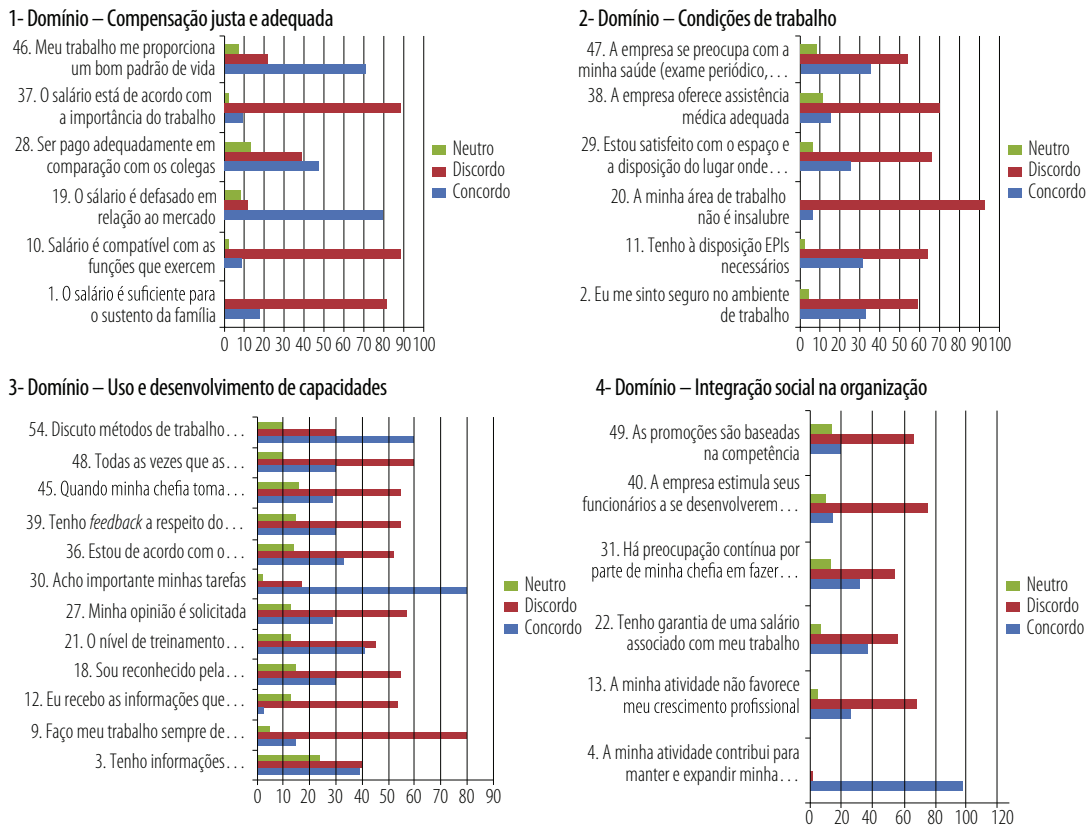 1- Domínio – Compensação justa e adequada
46. Meu trabalho me proporciona
um bom padrão de vida
37. O salário está de acordo com
a importância do trabalho
28. Ser pago adequadamente em
comparação com os colegas
19. O sálario é defasado em
relação ao mercado
10. Salário é compatível com as
funções que exercem
1. O salário é suficiente para
o sustento da família
0 10 20 30 40 50 60 70 80 90 100
Neutro
Discordo
Concordo
2- Domínio – Condições de trabalho
47. A empresa se preocupa com a
minha saúde (exame periódico,...
38. A empresa oferece assistência
médica adequada
29. Estou satisfeito com o espaço e
a disposição do lugar onde...
20. A minha área de trabalho
não é insalubre
11. Tenho à disposição EPIs
necessários
2. Eu me sinto seguro no ambiente
de trabalho
0 10 20 30 40 50 60 70 80 90 100
Neutro
Discordo
Concordo
3- Domínio – Uso e desenvolvimento de capacidades
54. Discuto métodos de trabalho...
48. Todas as vezes que as...
45. Quando minha chefia toma...
39. Tenho feedback a respeito do...
36. Estou de acordo com o...
30. Acho importante minhas tarefas
27. Minha opinião é solicitada
21. O nível de treinamento...
18. Sou reconhecido pela...
12. Eu recebo as informações que...
9. Faço meu trabalho sempre de...
3. Tenho informações...
0 10 20 30 40 50 60 70 80 90
Neutro
Discordo
Concordo
4- Domínio – Integração social na organização
49. As promoções são baseadas
na competência
40. A empresa estimula seus
funcionários a se desenvolverem...
31. Há preocupação contínua por
parte de minha chefia em fazer...
22. Tenho garantia de uma salário
associado com meu trabalho
13. A minha atividade não favorece
meu crescimento profissional
4. A minha atividade contribui para
manter e expandir minha...
0 20 40 60 80 100 120
Neutro
Discordo
Concordo